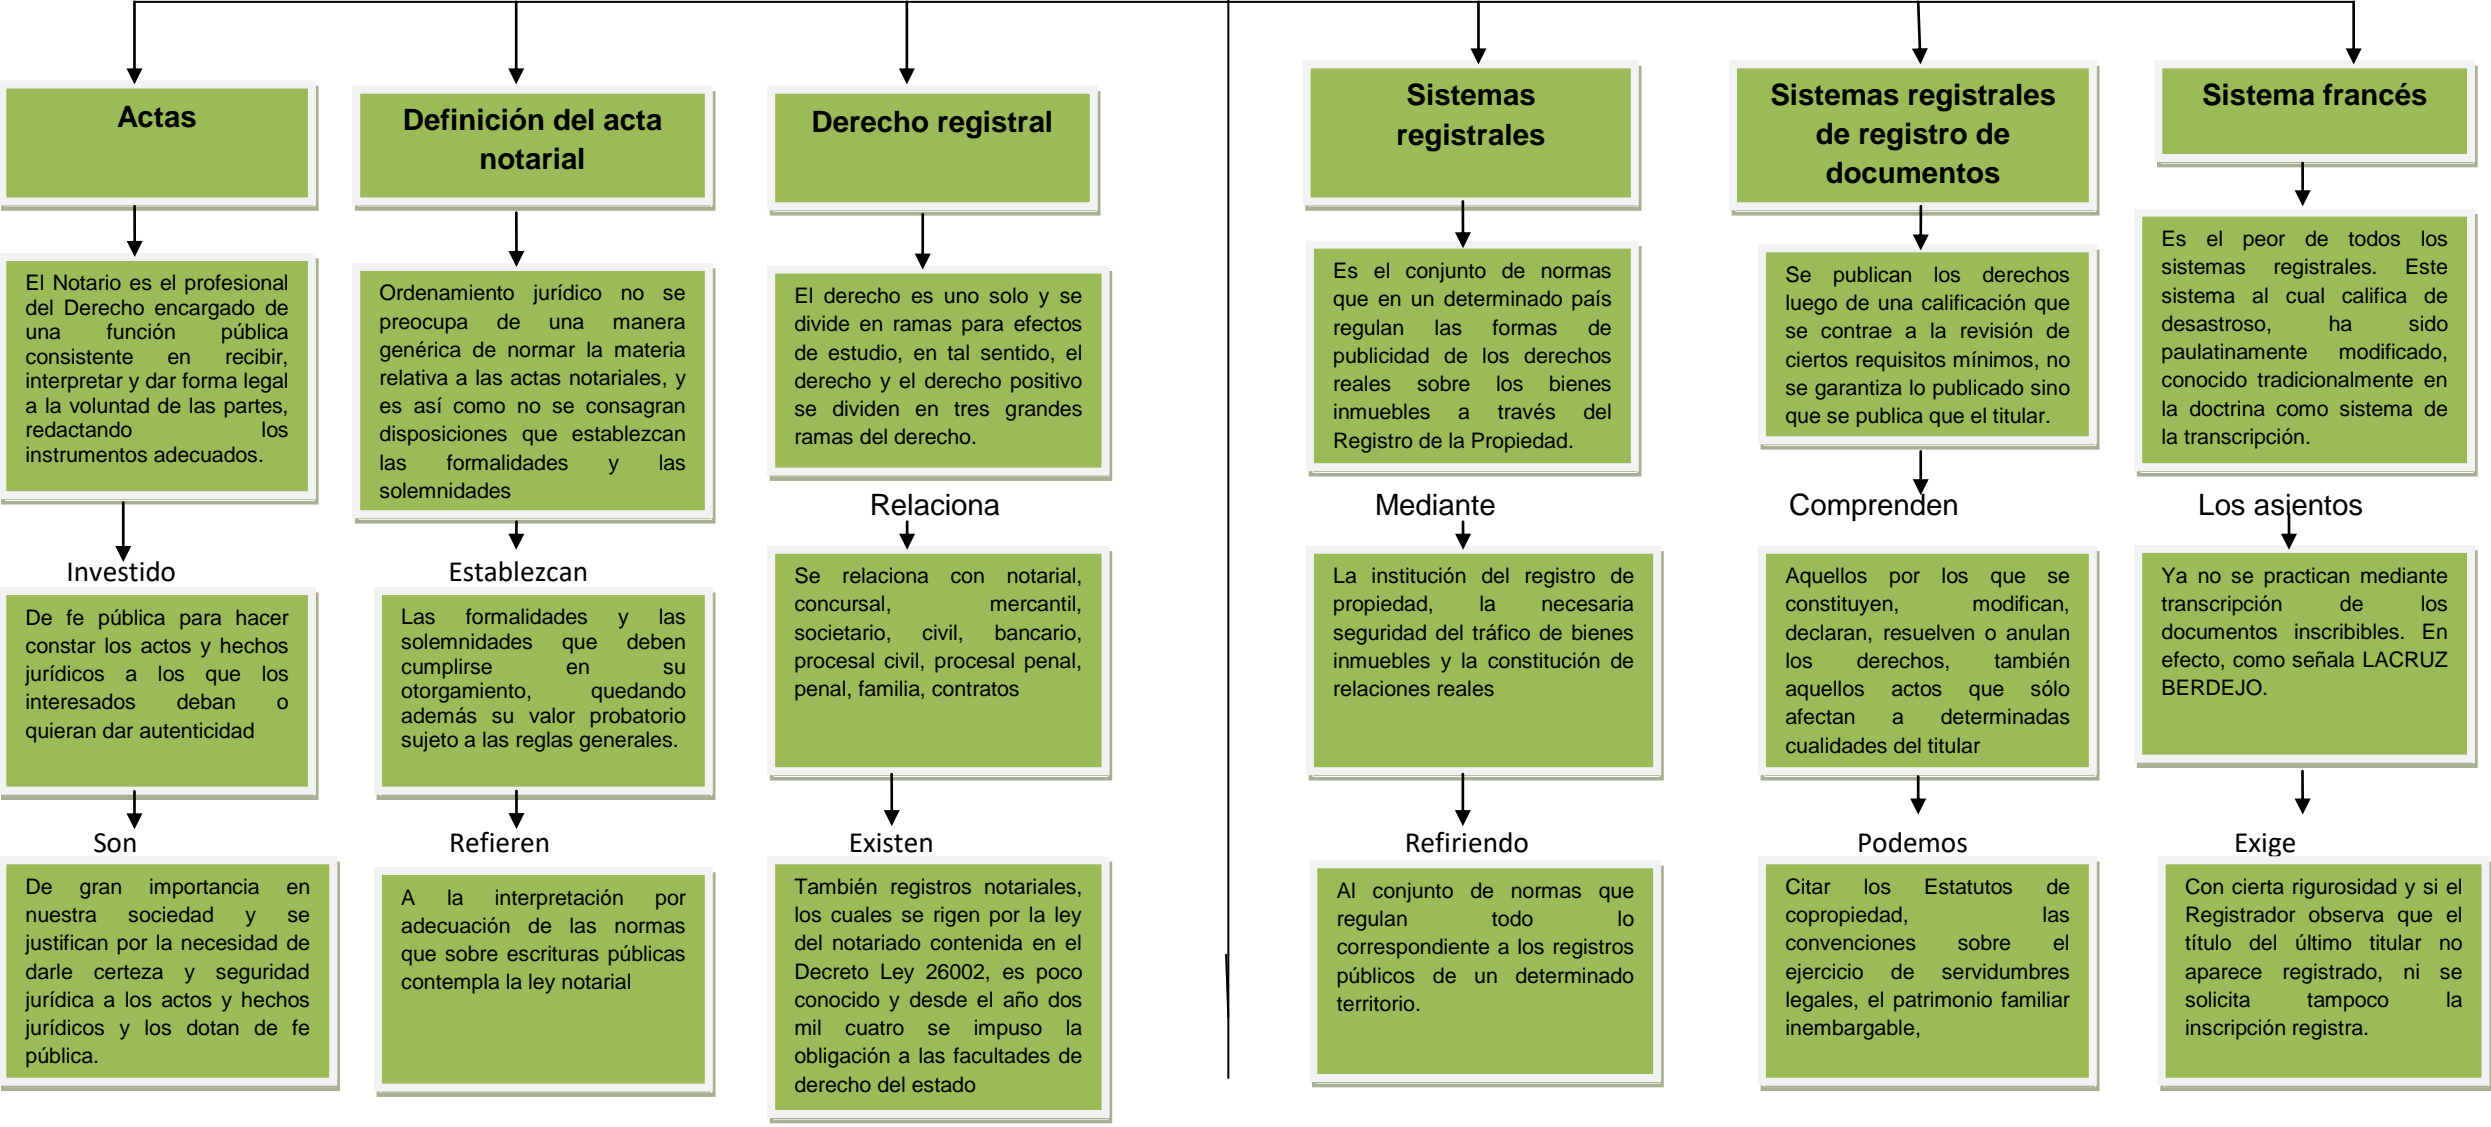 Actas
El Notario es el profesional
del Derecho encargado de
una función pública
consistente en recibir,
interpretar y dar forma legal
a la voluntad de las partes,
redactando los
instrumentos adecuados.
Investido
De fe pública para hacer
constar los actos y hechos
jurídicos a los que los
interesados deban o
quieran dar autenticidad
Son
De gran importancia en
nuestra sociedad y se
justifican por la necesidad de
darle certeza y seguridad
jurídica a los actos y hechos
jurídicos y los dotan de fe
pública.
Definición del acta
notarial
Ordenamiento jurídico no se
preocupa de una manera
genérica de normar la materia
relativa a las actas notariales, y
es así como no se consagran
disposiciones que establezcan
las formalidades y las
solemnidades
Establezcan
Las formalidades y las
solemnidades que deben
cumplirse en su
otorgamiento, quedando
además su valor probatorio
sujeto a las reglas generales.
Refieren
A la interpretación por
adecuación de las normas
que sobre escrituras públicas
contempla la ley notarial
Derecho registral
El derecho es uno solo y se
divide en ramas para efectos
de estudio, en tal sentido, el
derecho y el derecho positivo
se dividen en tres grandes
ramas del derecho.
Relaciona
Se relaciona con notarial,
concursal, mercantil,
societario, civil, bancario,
procesal civil, procesal penal,
penal, familia, contratos
Existen
También registros notariales,
los cuales se rigen por la ley
del notariado contenida en el
Decreto Ley 26002, es poco
conocido y desde el año dos
mil cuatro se impuso la
obligación a las facultades de
derecho del estado
Sistemas
registrales
Es el conjunto de normas
que en un determinado país
regulan las formas de
publicidad de los derechos
reales sobre los bienes
inmuebles a través del
Registro de la Propiedad.
Mediante
La institución del registro de
propiedad, la necesaria
seguridad del tráfico de bienes
inmuebles y la constitución de
relaciones reales
Refiriendo
Al conjunto de normas que
regulan todo lo
correspondiente a los registros
públicos de un determinado
territorio.
Sistemas registrales
de registro de
documentos
Se publican los derechos
luego de una calificación que
se contrae a la revisión de
ciertos requisitos mínimos, no
se garantiza lo publicado sino
que se publica que el titular.
Comprenden
Aquellos por los que se
constituyen, modifican,
declaran, resuelven o anulan
los derechos, también
aquellos actos que sólo
afectan a determinadas
cualidades del titular
Podemos
Citar los Estatutos de
copropiedad, las
convenciones sobre el
ejercicio de servidumbres
legales, el patrimonio familiar
inembargable,
Sistema francés
Es el peor de todos los
sistemas registrales. Este
sistema al cual califica de
desastroso, ha sido
paulatinamente modificado,
conocido tradicionalmente en
la doctrina como sistema de
la transcripción.
Los asientos
Ya no se practican mediante
transcripción de los
documentos inscribibles. En
efecto, como señala LACRUZ
BERDEJO.
Exige
Con cierta rigurosidad y si el
Registrador observa que el
título del último titular no
aparece registrado, ni se
solicita tampoco la
inscripción registra.